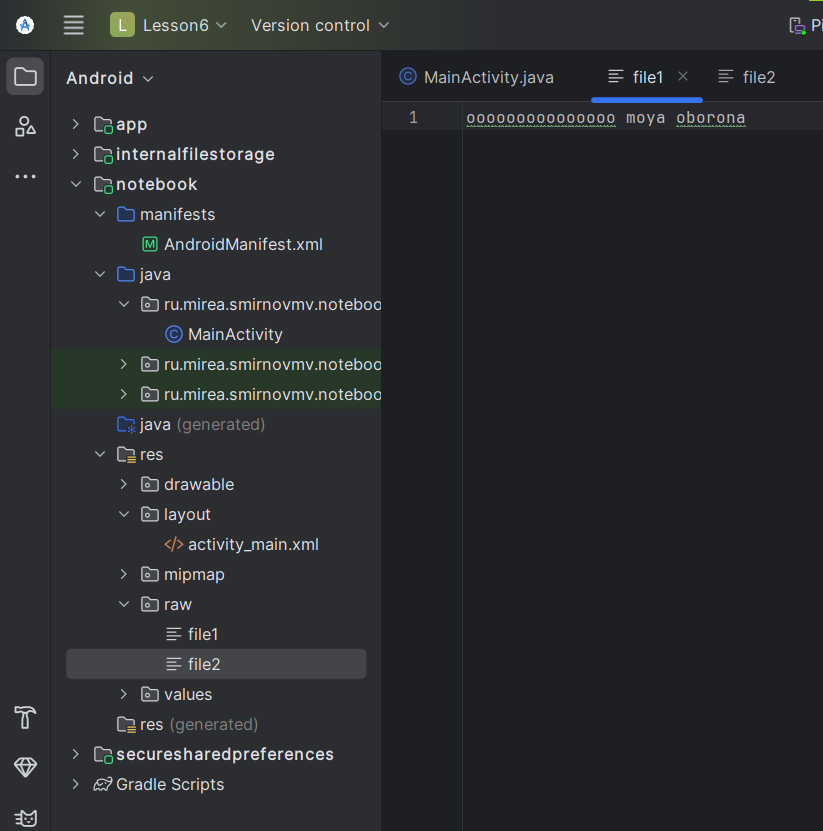 L Lesson6 Version control Pi
Android
MainActivity.java file1 file2
1 ooooooooooooooo moya oborona
app
internalfilestorage
notebook
manifests
M AndroidManifest.xml
java
ru.mirea.smirnovmv.noteboo
C MainActivity
ru.mirea.smirnovmv.noteboo
ru.mirea.smirnovmv.noteboo
java (generated)
res
drawable
layout
</> activity_main.xml
mipmap
raw
file1
file2
values
res (generated)
securesharedpreferences
Gradle Scripts